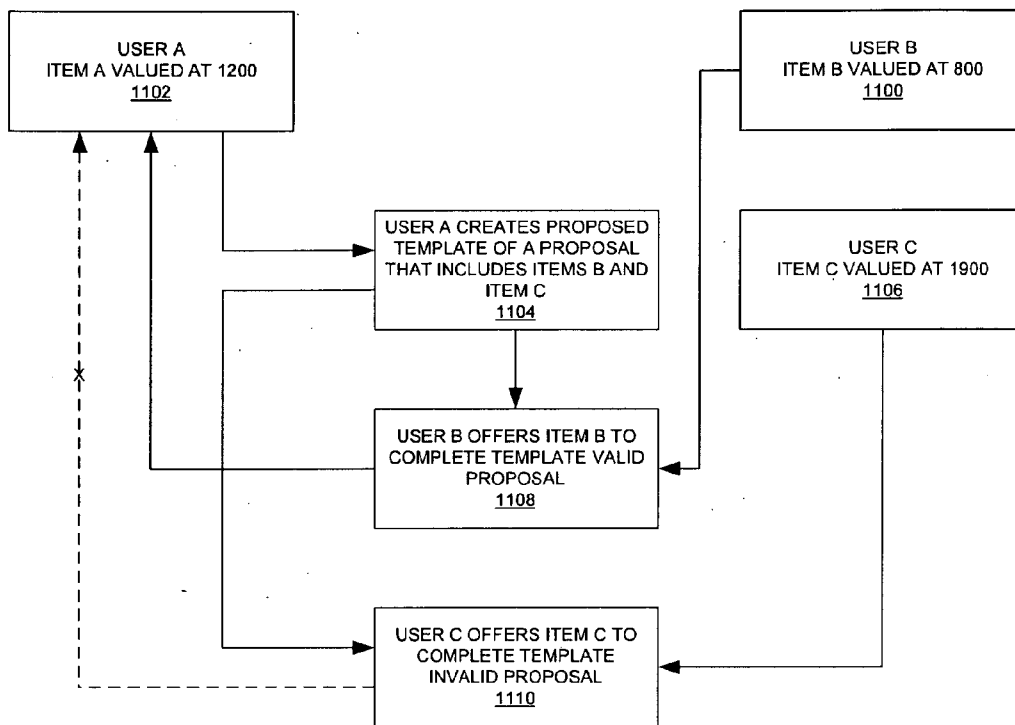 USER A
ITEM A VALUED AT 1200
1102
USER B
ITEM B VALUED AT 800
1100
USER A CREATES PROPOSED
TEMPLATE OF A PROPOSAL
THAT INCLUDES ITEMS B AND
ITEM C
1104
USER C
ITEM C VALUED AT 1900
1106
USER B OFFERS ITEM B TO
COMPLETE TEMPLATE VALID
PROPOSAL
1108
USER C OFFERS ITEM C TO
COMPLETE TEMPLATE
INVALID PROPOSAL
1110